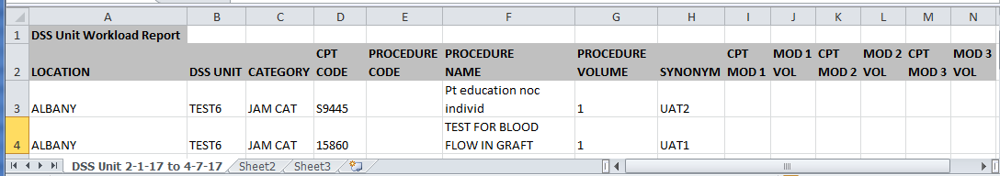 A B C D E F G H I J K L M N
1 DSS Unit Workload Report
CPT PROCEDURE PROCEDURE PROCEDURE CPT MOD 1 CPT MOD 2 CPT MOD 3
2 LOCATION DSS UNIT CATEGORY CODE CODE NAME VOLUME SYNONYM MOD 1 VOL MOD 2 VOL MOD 3 VOL
Pt education noc
3 ALBANY TEST6 JAM CAT S9445 individ 1 UAT2
TEST FOR BLOOD
4 ALBANY TEST6 JAM CAT 15860 FLOW IN GRAFT 1 UAT1
DSS Unit 2-1-17 to 4-7-17 Sheet2 Sheet3